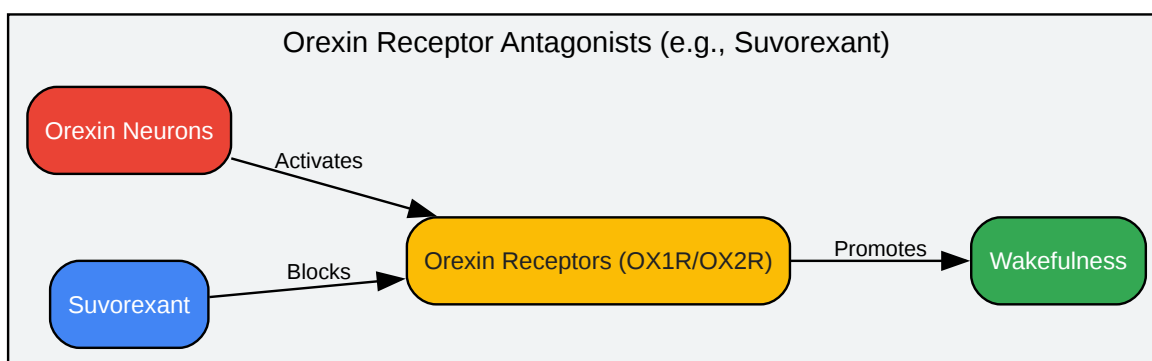 Orexin Receptor Antagonists (e.g., Suvorexant)
Orexin Neurons
Activates
Orexin Receptors (OX1R/OX2R)
Promotes
Wakefulness
Blocks
Suvorexant